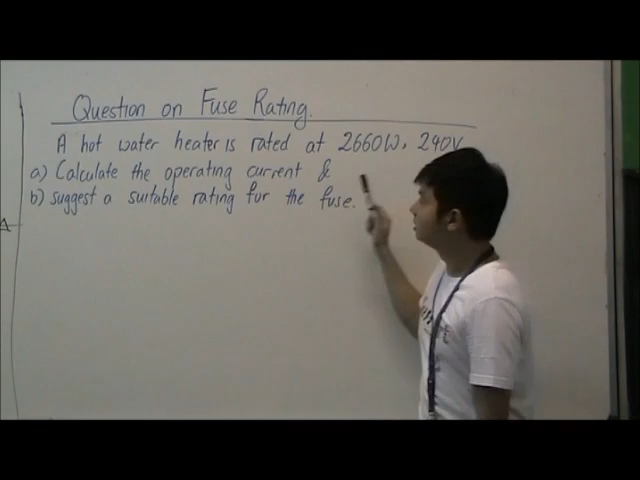 Question on Fuse Rating.
A hot water heater is rated at 2660W, 240V
a) Calculate the operating current &
b) suggest a suitable rating for the fuse.